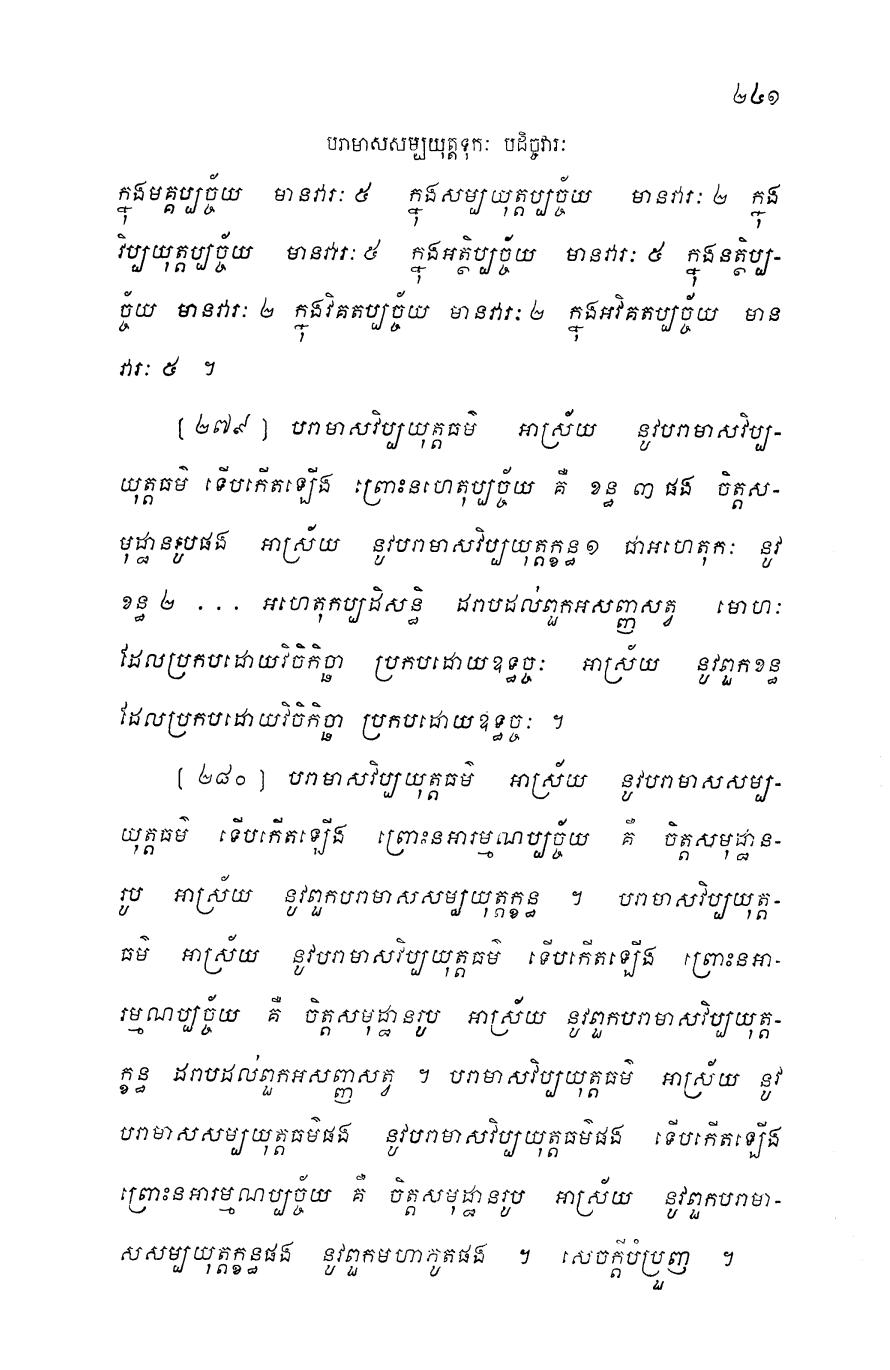 ២៤១
បរាមាសសម្បយុត្តទុកៈ បដិច្ចវារៈ
ក្នុងមគ្គប្បច្ច័យ មានវារៈ ៥ ក្នុងសម្បយុត្តប្បច្ច័យ មានវារៈ ២ ក្នុង
វិប្បយុត្តប្បច្ច័យ មានវារៈ ៥ ក្នុងអត្ថិប្បច្ច័យ មានវារៈ ៥ ក្នុងនត្ថិប្ប-
ច្ច័យ មានវារៈ ២ ក្នុងវិគតប្បច្ច័យ មានវារៈ ២ ក្នុងអវិគតប្បច្ច័យ មាន
វារៈ ៥ ។
[ ២៧៩ ] បរាមាសវិប្បយុត្តធម៌ អាស្រ័យ នូវបរាមាសវិប្ប-
យុត្តធម៌ ទើបកើតឡើង ព្រោះនហេតុប្បច្ច័យ គឺ ខន្ធ ៣ ផង ចិត្តស-
មុដ្ឋានរូបផង អាស្រ័យ នូវបរាមាសវិប្បយុត្តក្ខន្ធ ១ ជាអហេតុកៈ នូវ
ខន្ធ ២ . . . អហេតុកប្បដិសន្ធិ ដរាបដល់ពួកអសញ្ញសត្វ មោហៈ
ដែលប្រកបដោយវិចិកិច្ឆា ប្រកបដោយឧទ្ធច្ចៈ អាស្រ័យ នូវពួកខន្ធ
ដែលប្រកបដោយវិចិកិច្ឆា ប្រកបដោយឧទ្ធច្ចៈ ។
[ ២៨០ ] បរាមាសវិប្បយុត្តធម៌ អាស្រ័យ នូវបរាមាសសម្ប-
យុត្តធម៌ ទើបកើតឡើង ព្រោះនអារម្មណប្បច្ច័យ គឺ ចិត្តសមុដ្ឋាន-
រូប អាស្រ័យ នូវពួកបរាមាសសម្បយុត្តក្ខន្ធ ។ បរាមាសវិប្បយុត្ត-
ធម៌ អាស្រ័យ នូវបរាមាសវិប្បយុត្តធម៌ ទើបកើតឡើង ព្រោះនអា-
រម្មណប្បច្ច័យ គឺ ចិត្តសមុដ្ឋានរូប អាស្រ័យ នូវពួកបរាមាសវិប្បយុត្ត-
ក្ខន្ធ ដរាបដល់ពួកអសញ្ញសត្វ ។ បរាមាសវិប្បយុត្តធម៌ អាស្រ័យ នូវ
បរាមាសសម្បយុត្តធម៌ផង នូវបរាមាសវិប្បយុត្តធម៌ផង ទើបកើតឡើង
ព្រោះនអារម្មណប្បច្ច័យ គឺ ចិត្តសមុដ្ឋានរូប អាស្រ័យ នូវពួកបរាមា-
សសម្បយុត្តក្ខន្ធផង នូវពួកមហាភូតផង ។ សេចក្តីបំប្រួញ ។